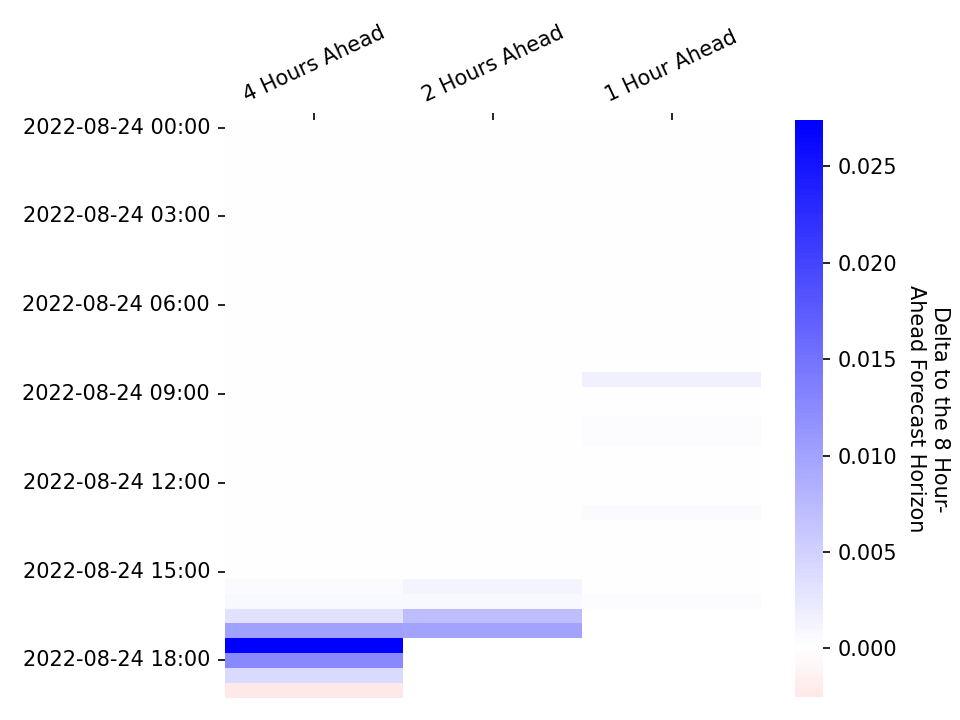 4 Hours Ahead
2 Hours Ahead
1 Hour Ahead
2022-08-24 00:00
2022-08-24 03:00
2022-08-24 06:00
2022-08-24 09:00
2022-08-24 12:00
2022-08-24 15:00
2022-08-24 18:00
0.025
0.020
0.015
0.010
0.005
0.000
Delta to the 8 Hour-
Ahead Forecast Horizon